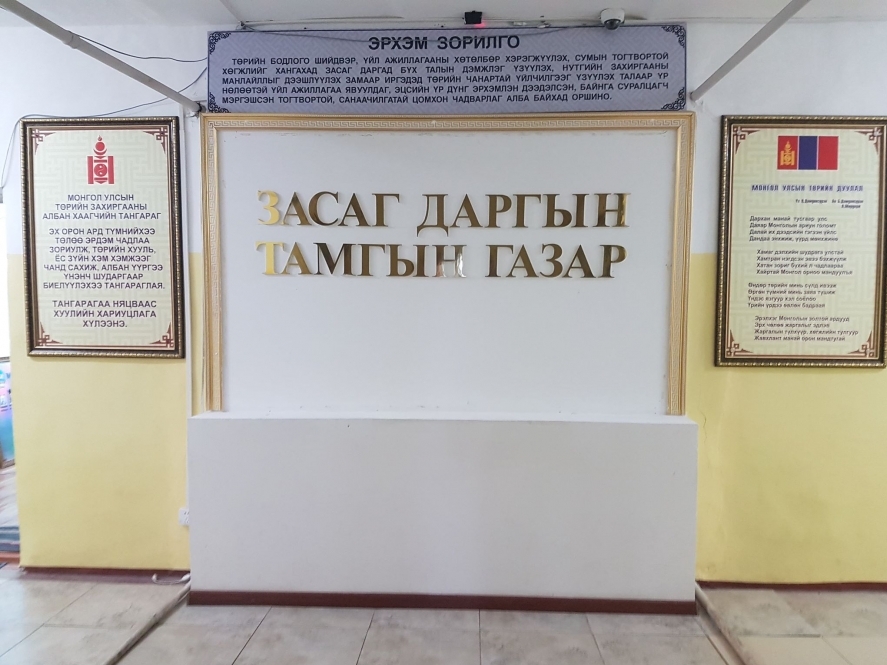 ЭРХЭМ ЗОРИЛГО
ТӨРИЙН БОДЛОГО ШИЙДВЭР, ҮЙЛ АЖИЛЛАГААНЫ ХӨТӨЛБӨР ХЭРЭГЖҮҮЛЭХ, СУМЫН ТОГТВОРТОЙ
ХӨГЖЛИЙГ ХАНГАХАД ЗАСАГ ДАРГАД БҮХ ТАЛЫН ДЭМЖЛЭГ ҮЗҮҮЛЭХ, НУТГИЙН ЗАХИРГААНЫ
МАНЛАЙЛЛЫГ ДЭЭШЛҮҮЛЭХ ЗАМААР ИРГЭДЭД ТӨРИЙН ЧАНАРТАЙ ҮЙЛЧИЛГЭЭГ ҮЗҮҮЛЭХ ТАЛААР ҮР
НӨЛӨӨТЭЙ ҮЙЛ АЖИЛЛАГАА ЯВУУЛДАГ, ЭЦСИЙН ҮР ДҮНГ ЭРХЭМЛЭН ДЭЭДЭЛСЭН, БАЙНГА СУРАЛЦАГЧ
МЭРГЭШСЭН ТОГТВОРТОЙ, САНААЧИЛГАТАЙ ЦОМХОН ЧАДВАРЛАГ АЛБА БАЙХАД ОРШИНО.
МОНГОЛ УЛСЫН
ТӨРИЙН ЗАХИРГААНЫ
АЛБАН ХААГЧИЙН ТАНГАРАГ
ЭХ ОРОН АРД ТҮМНИЙХЭЭ
ТӨЛӨӨ ЭРДЭМ ЧАДЛАА
ЗОРИУЛЖ, ТӨРИЙН ХУУЛЬ,
ЁС ЗҮЙН ХЭМ ХЭМЖЭЭГ
ЧАНД САХИЖ, АЛБАН ҮҮРГЭЭ
ҮНЭНЧ ШУДАРГААР
БИЕЛҮҮЛЭХЭЭ ТАНГАРАГЛАЯ.
ТАНГАРАГАА НЯЦВААС
ХУУЛИЙН ХАРИУЦЛАГА
ХҮЛЭЭНЭ.
ЗАСАГ ДАРГЫН
ТАМГЫН ГАЗАР
МОНГОЛ УЛСЫН ТӨРИЙН ДУУЛАЛ
Дархан манай тусгаар улс
Даяар Монголын ариун голомт
Далай их дээдсийн гэгээн үйлс
Дандаа энхжиж, үүрд мөнхжинө
Хамаг дэлхийн шударга улстай
Хамтран нэгдсэн эвээ бэхжүүлж
Хатан зориг бүхий л чадлаараа
Хайртай Монгол орноо мандуулъя
Өндөр төрийн минь сүлд ивээж
Өргөн түмний минь заяа түшиж
Үндэс язгуур хэл соёлоо
Үрийн үрдээ өвлөн бадраая
Эрэлхэг Монголын золтой ардууд
Эрх чөлөө жаргалыг эдлэв
Жаргалын түлхүүр, хөгжлийн тулгуур
Жавхлант манай орон мандтугай